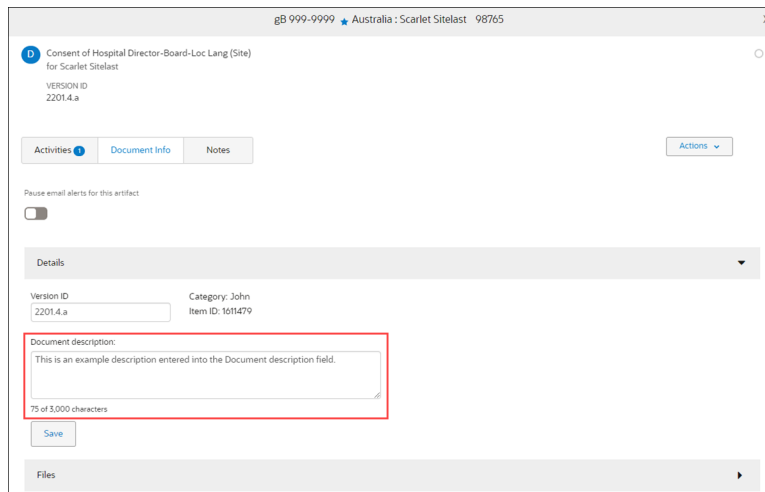 gB 999-9999 Australia : Scarlet Sitelast 98765
D Consent of Hospital Director-Board-Loc Lang (Site)
for Scarlet Sitelast
VERSION ID
2201.4.a
Activities 1 Document Info Notes Actions
Pause email alerts for this artifact
Details
Version ID Category: John
2201.4.a Item ID: 1611479
Document description:
This is an example description entered into the Document description field.
75 of 3,000 characters
Save
Files